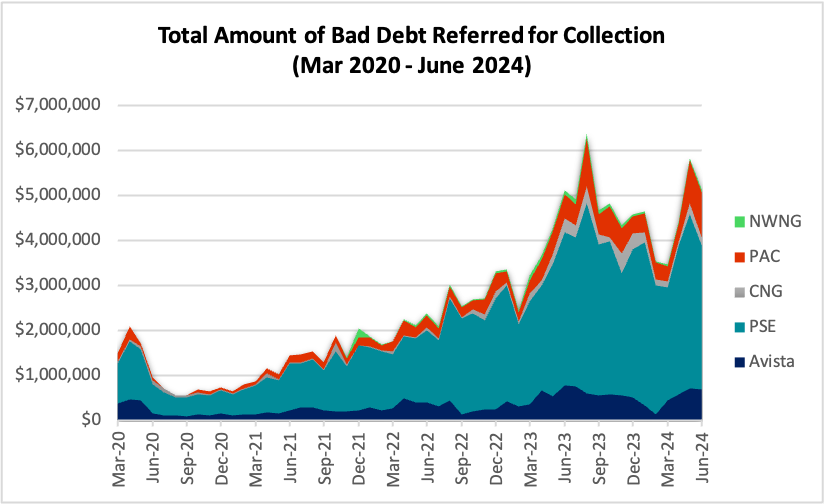 Total Amount of Bad Debt Referred for Collection
(Mar 2020 - June 2024)
$7,000,000
$6,000,000
$5,000,000
$4,000,000
$3,000,000
$2,000,000
$1,000,000
$0
NWNG
PAC
CNG
PSE
Avista
Mar-20
Jun-20
Sep-20
Dec-20
Mar-21
Jun-21
Sep-21
Dec-21
Mar-22
Jun-22
Sep-22
Dec-22
Mar-23
Jun-23
Sep-23
Dec-23
Mar-24
Jun-24